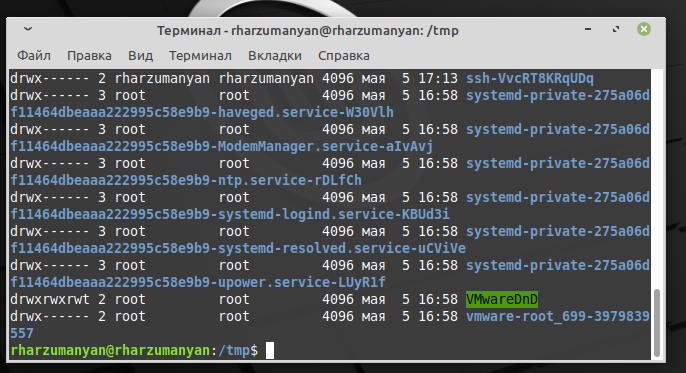 Терминал - rharzumanyan@rharzumanyan: /tmp
Файл Правка Вид Терминал Вкладки Справка
drwx------ 2 rharzumanyan rharzumanyan 4096 мая  5 17:13 ssh-VvcRT8KRqUDq
drwx------ 3 root         root         4096 мая  5 16:58 systemd-private-275a06d
f11464dbeaaa222995c58e9b9-haveged.service-W30Vlh
drwx------ 3 root         root         4096 мая  5 16:58 systemd-private-275a06d
f11464dbeaaa222995c58e9b9-ModemManager.service-aIvAvj
drwx------ 3 root         root         4096 мая  5 16:58 systemd-private-275a06d
f11464dbeaaa222995c58e9b9-ntp.service-rDLfCh
drwx------ 3 root         root         4096 мая  5 16:58 systemd-private-275a06d
f11464dbeaaa222995c58e9b9-systemd-logind.service-KBUd3i
drwx------ 3 root         root         4096 мая  5 16:58 systemd-private-275a06d
f11464dbeaaa222995c58e9b9-systemd-resolved.service-uCViVe
drwx------ 3 root         root         4096 мая  5 16:58 systemd-private-275a06d
f11464dbeaaa222995c58e9b9-upower.service-LUyR1f
drwxrwxrwt 2 root         root         4096 мая  5 16:58 VMwareDnD
drwx------ 2 root         root         4096 мая  5 16:58 vmware-root_699-3979839
557
rharzumanyan@rharzumanyan:/tmp$